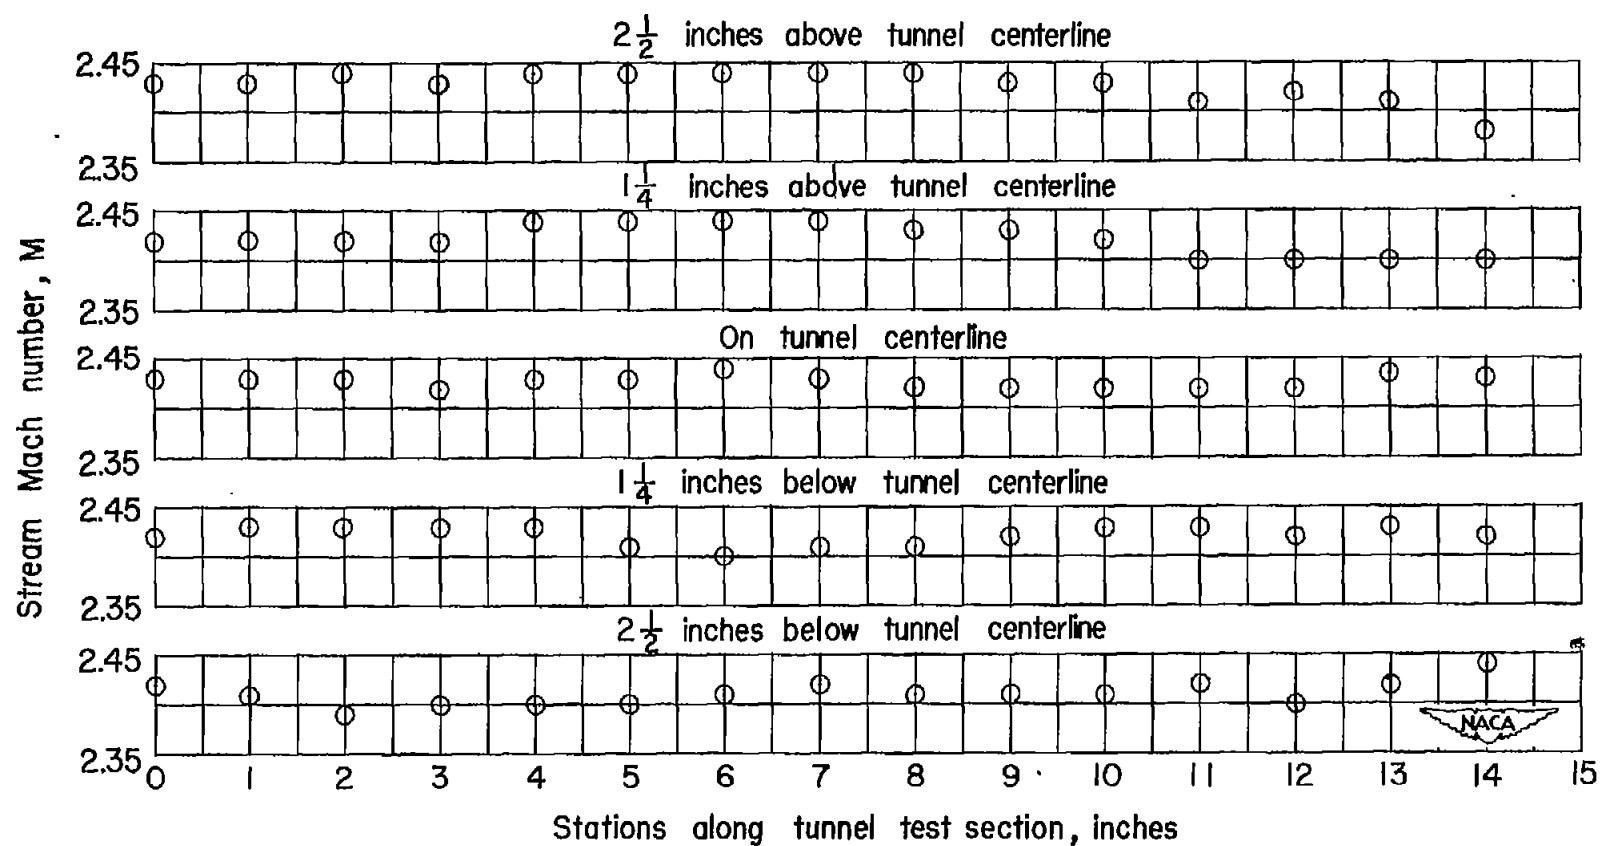 2 1/2 inches above tunnel centerline
2.45
2.35
1 1/4 inches above tunnel centerline
2.45
2.35
On tunnel centerline
2.45
2.35
1 1/4 inches below tunnel centerline
2.45
2.35
2 1/2 inches below tunnel centerline
2.45
2.35
NACA
0 1 2 3 4 5 6 7 8 9 10 11 12 13 14 15
Stations along tunnel test section, inches
Stream Mach number, M